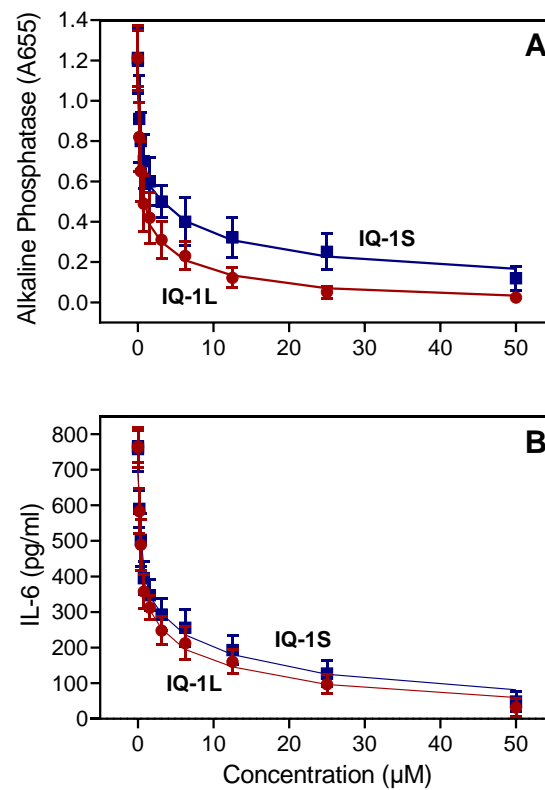 A
Alkaline Phosphatase (A655)
1.4
1.2
1.0
0.8
0.6
0.4
0.2
0.0
IQ-1S
IQ-1L
0 10 20 30 40 50
B
IL-6 (pg/ml)
800
700
600
500
400
300
200
100
0
IQ-1S
IQ-1L
0 10 20 30 40 50
Concentration (µM)